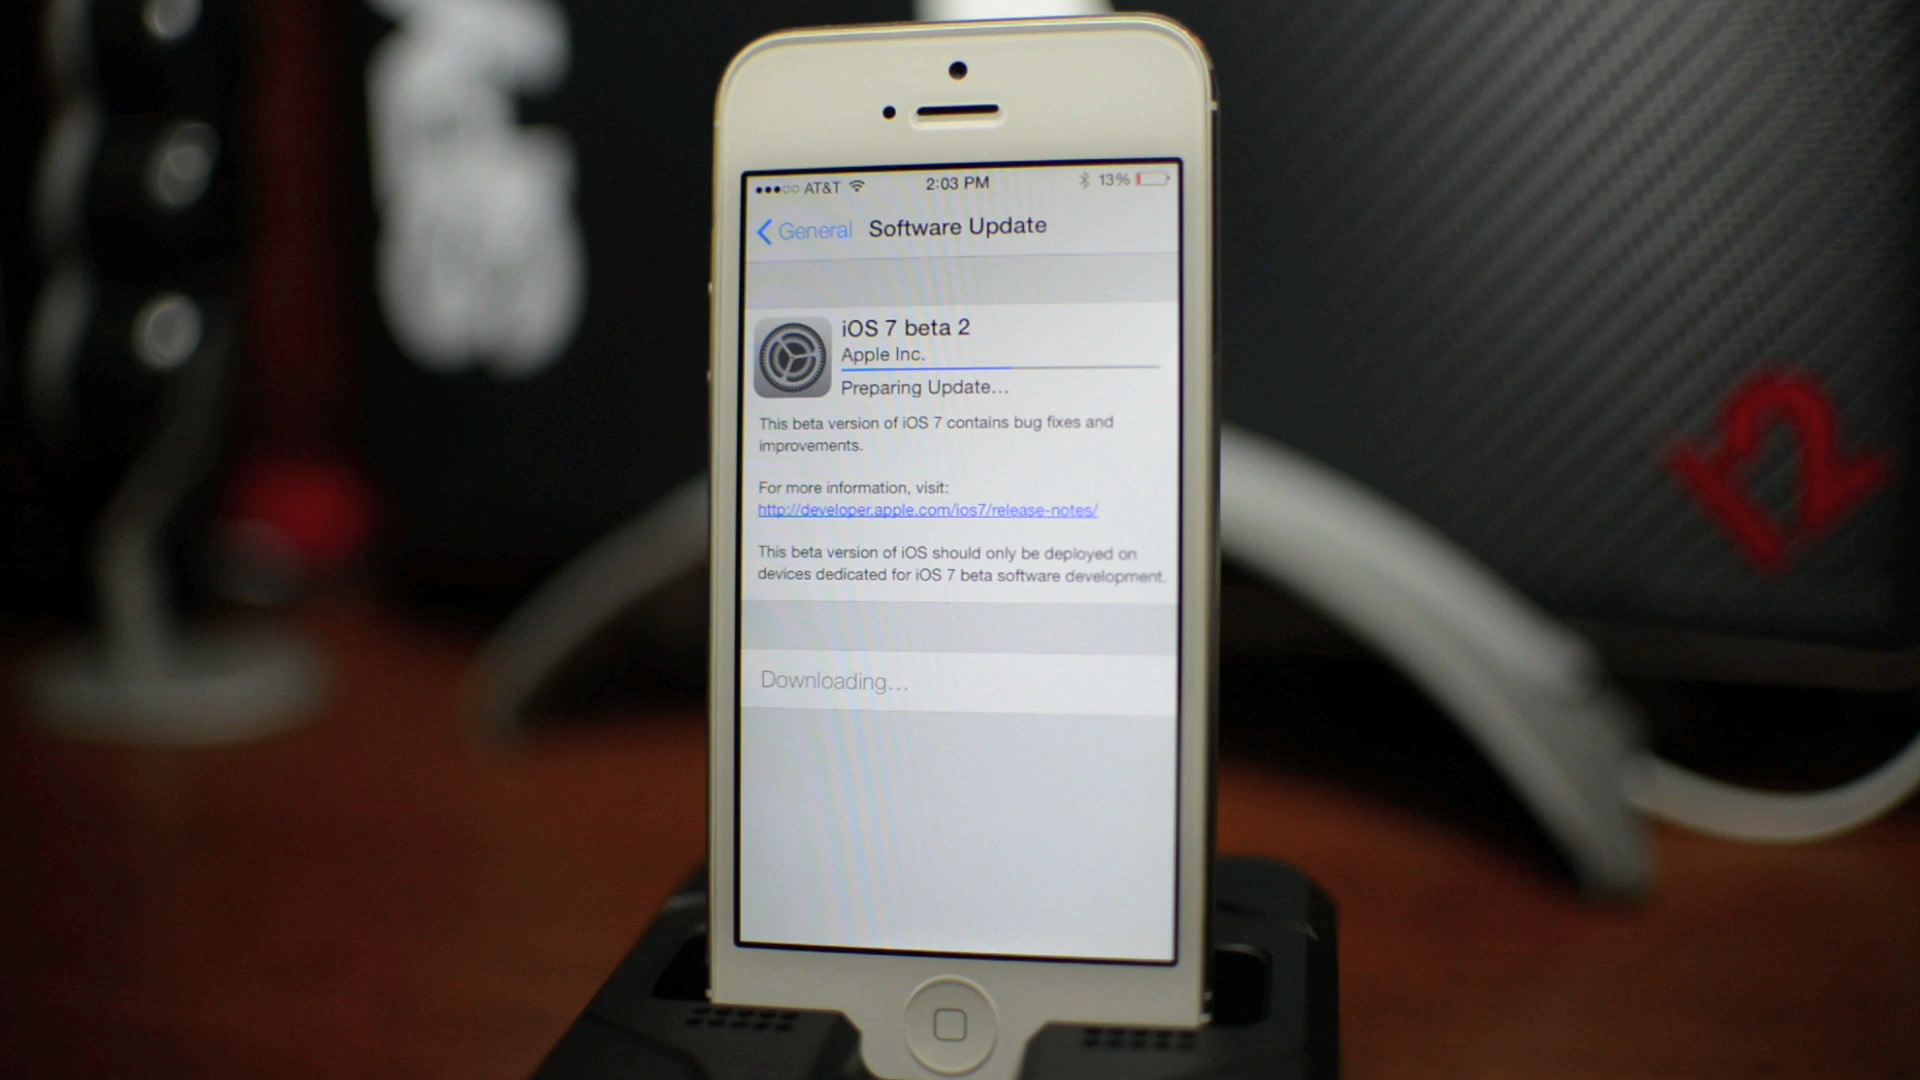 AT&T 2:03 PM 13%
General Software Update
iOS 7 beta 2
Apple Inc.
Preparing Update...
This beta version of iOS 7 contains bug fixes and
improvements.
For more information, visit:
http://developer.apple.com/ios7/release-notes/
This beta version of iOS should only be deployed on
devices dedicated for iOS 7 beta software development.
Downloading...